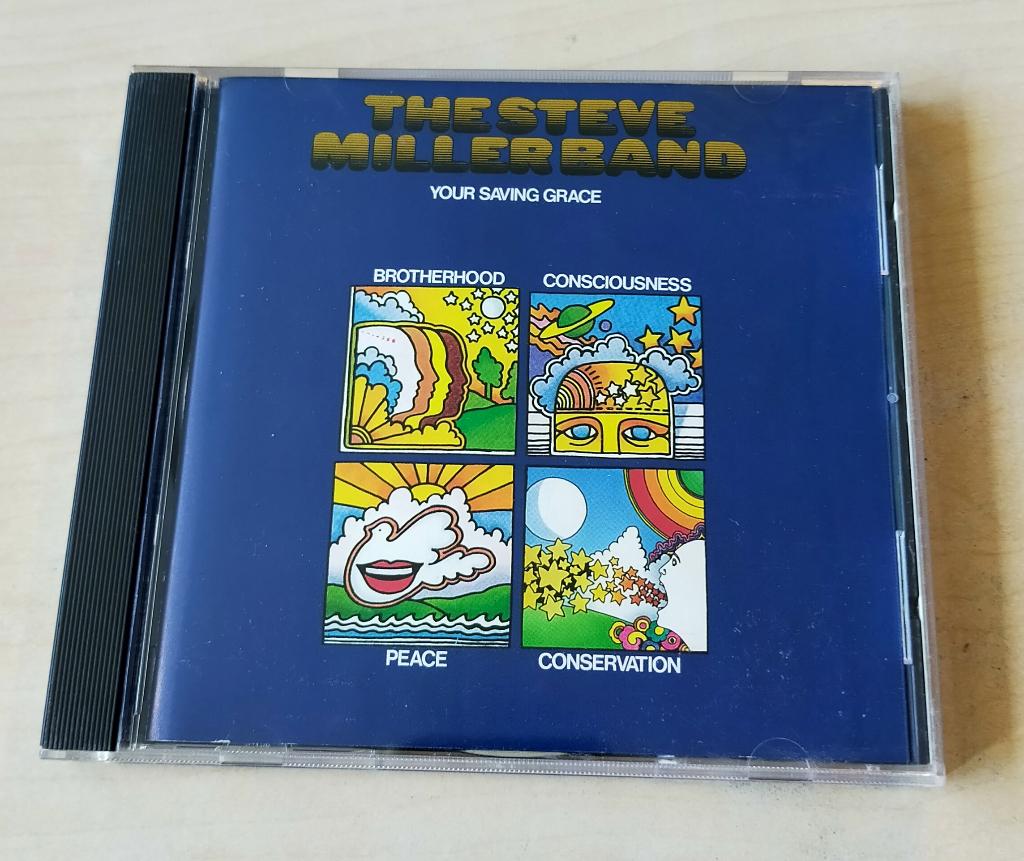 THE STEVE
MILLER BAND
YOUR SAVING GRACE
BROTHERHOOD
CONSCIOUSNESS
PEACE
CONSERVATION